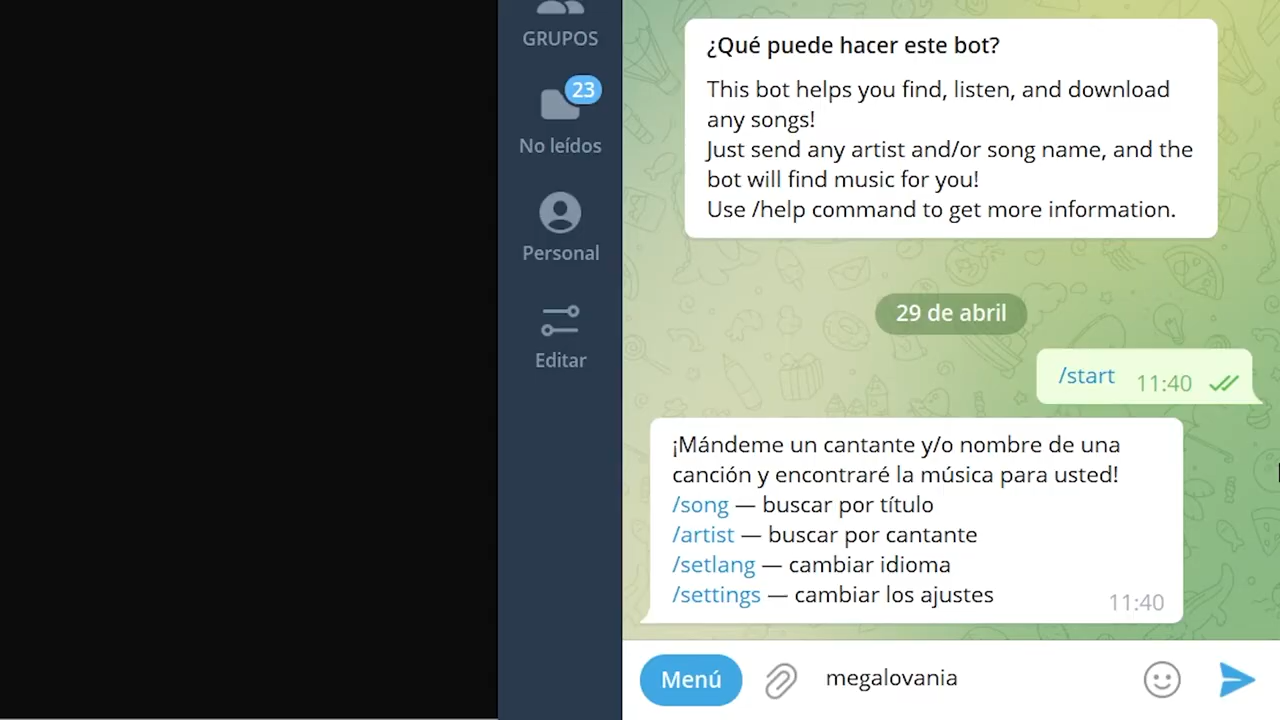 GRUPOS
23
No leídos
Personal
Editar
¿Qué puede hacer este bot?
This bot helps you find, listen, and download
any songs!
Just send any artist and/or song name, and the
bot will find music for you!
Use /help command to get more information.
29 de abril
/start 11:40
¡Mándeme un cantante y/o nombre de una
canción y encontraré la música para usted!
/song — buscar por título
/artist — buscar por cantante
/setlang — cambiar idioma
/settings — cambiar los ajustes
11:40
Menú megalovania